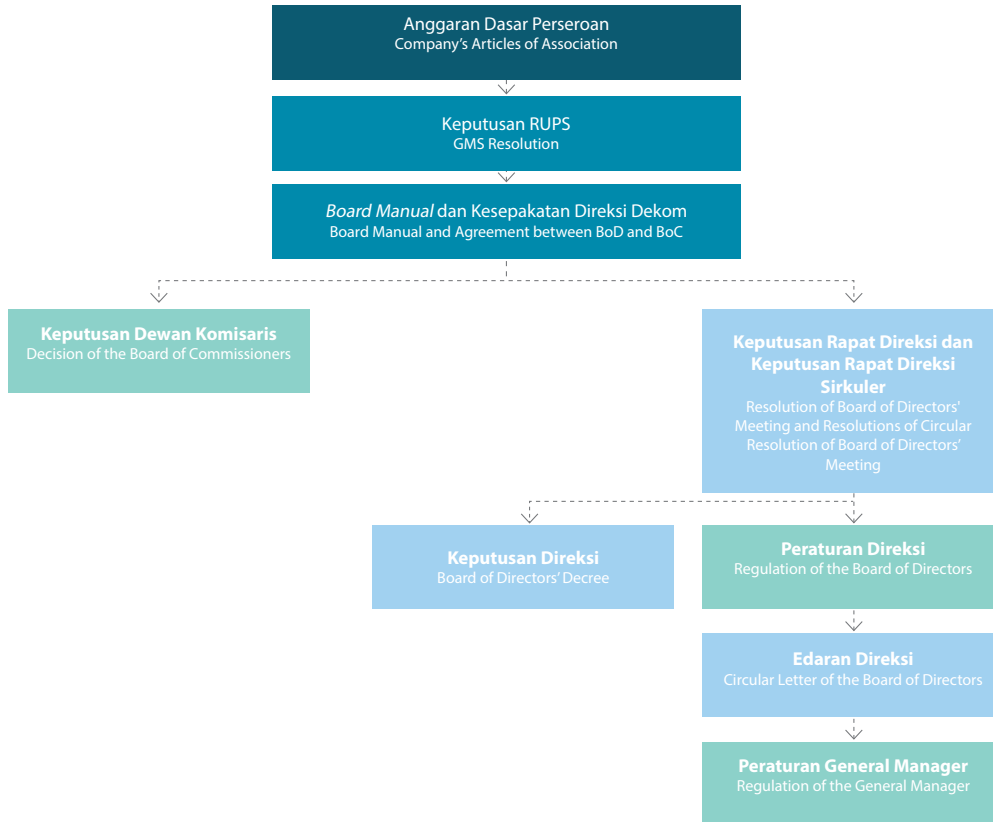 Anggaran Dasar Perseroan
Company's Articles of Association
Keputusan RUPS
GMS Resolution
Board Manual dan Kesepakatan Direksi Dekom
Board Manual and Agreement between BoD and BoC
Keputusan Dewan Komisaris
Decision of the Board of Commissioners
Keputusan Rapat Direksi dan
Keputusan Rapat Direksi
Sirkuler
Resolution of Board of Directors'
Meeting and Resolutions of Circular
Resolution of Board of Directors'
Meeting
Keputusan Direksi
Board of Directors' Decree
Peraturan Direksi
Regulation of the Board of Directors
Edaran Direksi
Circular Letter of the Board of Directors
Peraturan General Manager
Regulation of the General Manager